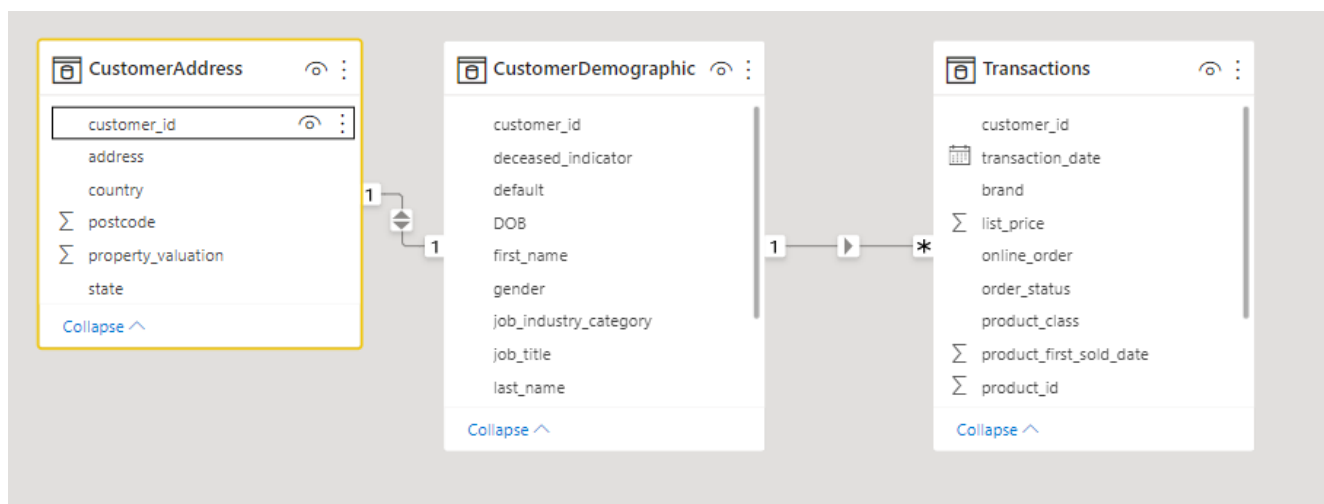 CustomerAddress
customer_id
address
country
Σ postcode
Σ property_valuation
state
Collapse
1
1
CustomerDemographic
customer_id
deceased_indicator
default
DOB
first_name
gender
job_industry_category
job_title
last_name
Collapse
1
*
Transactions
customer_id
transaction_date
brand
Σ list_price
online_order
order_status
product_class
Σ product_first_sold_date
Σ product_id
Collapse